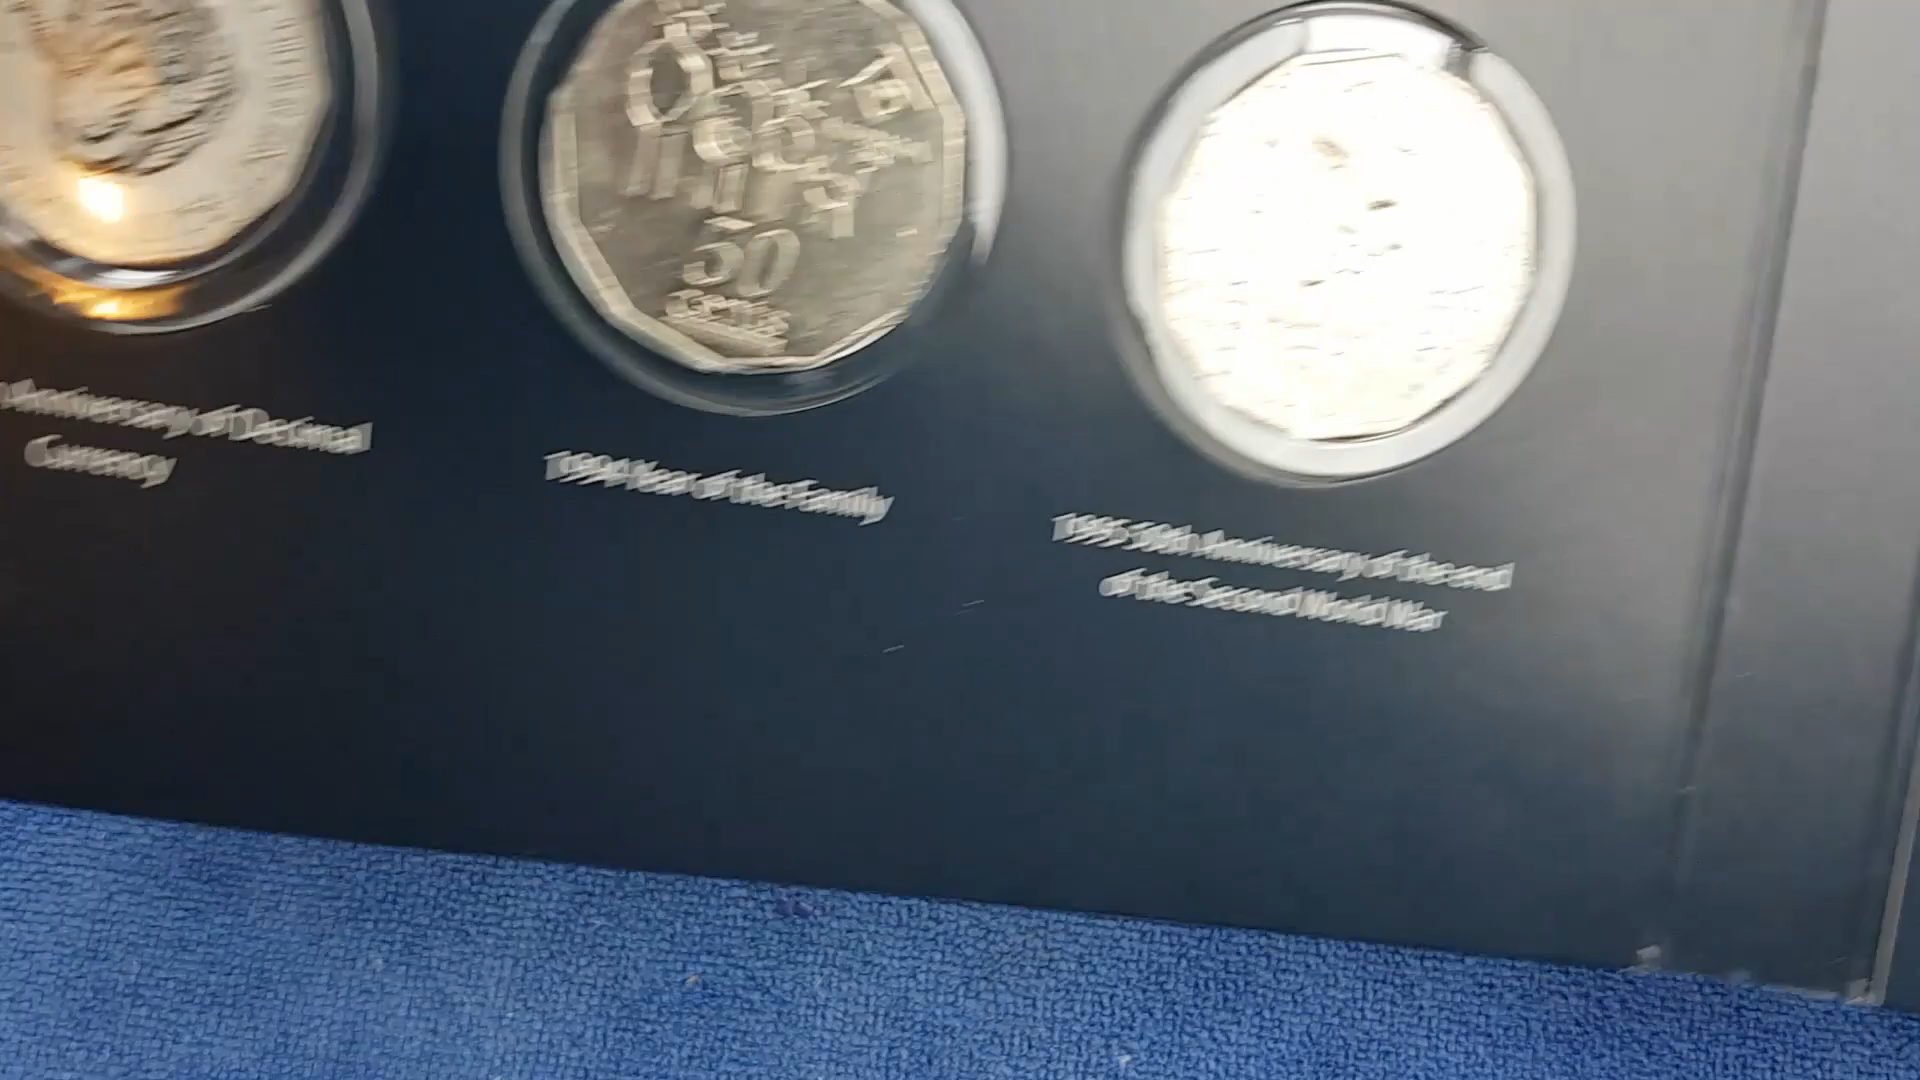 50
Cents
Anniversary of Decimal
Currency
1994 Year of the Family
1995 50th Anniversary of the end
of the Second World War